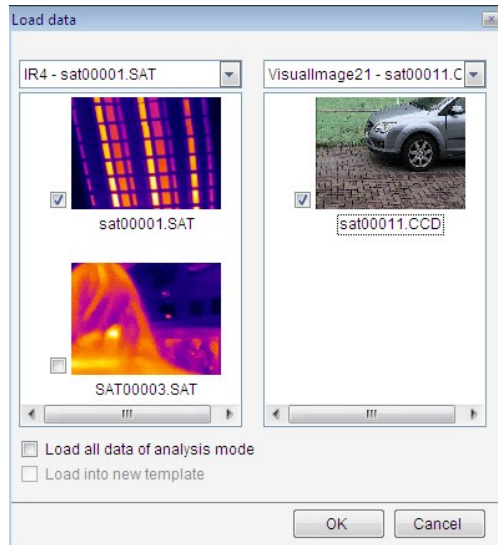 Load data
IR4 - sat00001.SAT
VisualImage21 - sat00011.C
sat00001.SAT
sat00011.CCD
SAT00003.SAT
Load all data of analysis mode
Load into new template
OK
Cancel